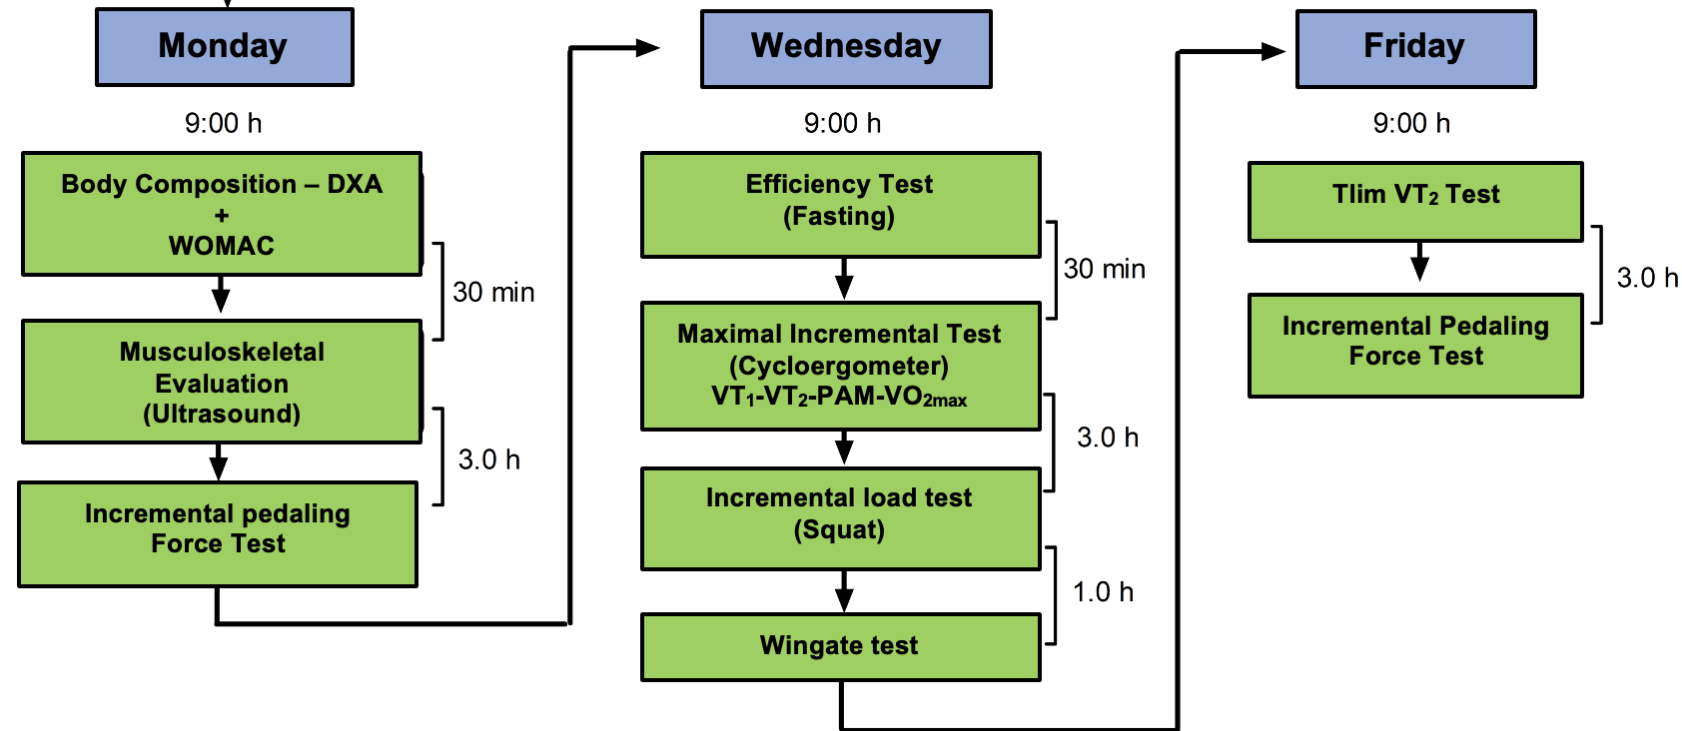 Monday
9:00 h
Body Composition – DXA
+
WOMAC
30 min
Musculoskeletal
Evaluation
(Ultrasound)
3.0 h
Incremental pedaling
Force Test
Wednesday
9:00 h
Efficiency Test
(Fasting)
30 min
Maximal Incremental Test
(Cycloergometer)
VT₁-VT₂-PAM-VO₂max
3.0 h
Incremental load test
(Squat)
1.0 h
Wingate test
Friday
9:00 h
Tlim VT₂ Test
3.0 h
Incremental Pedaling
Force Test